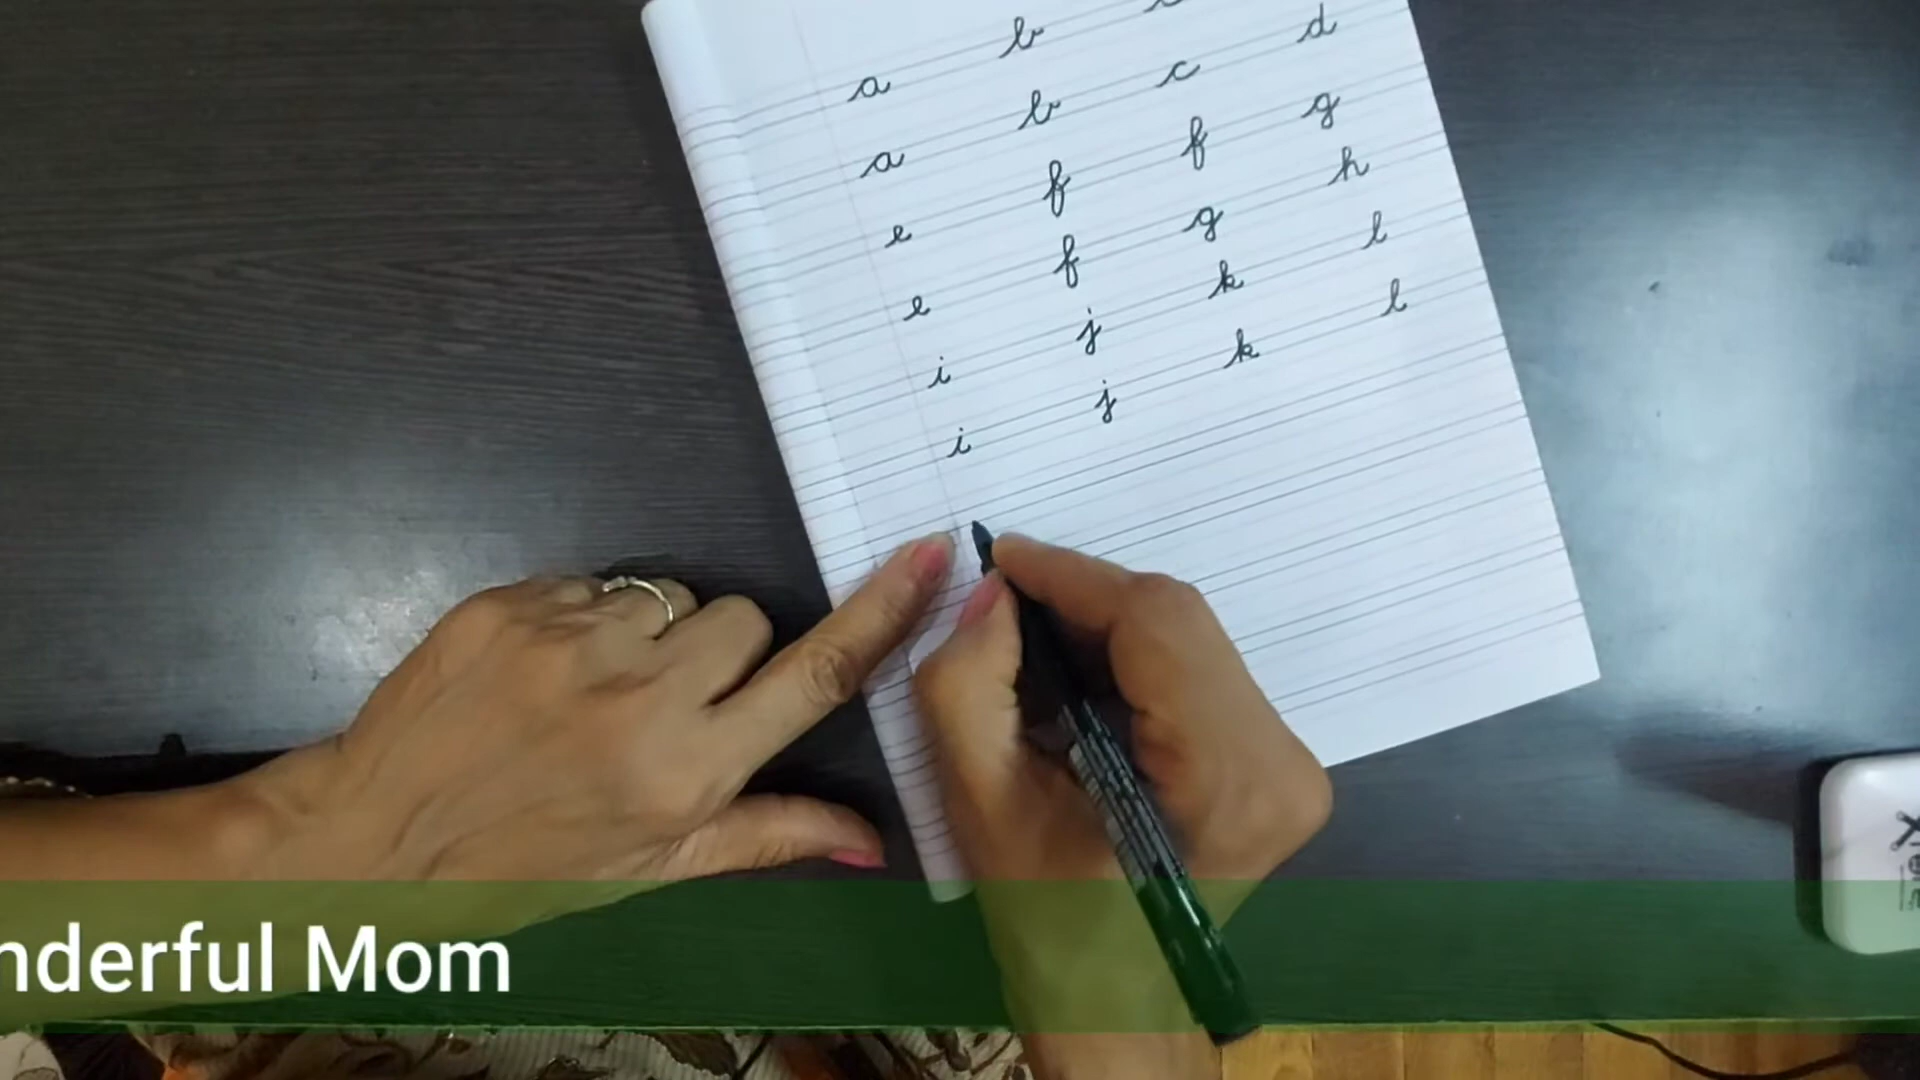 a b
a b c d
e f f g
e f g h
i j k l
i j k l
nderful Mom